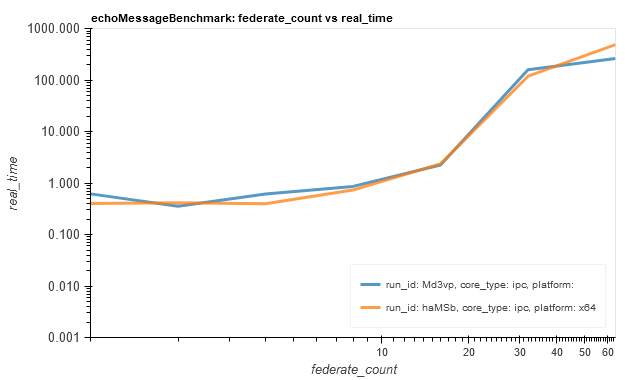 echoMessageBenchmark: federate_count vs real_time
1000.000
100.000
10.000
1.000
0.100
0.010
0.001
real_time
run_id: Md3vp, core_type: ipc, platform:
run_id: haMSb, core_type: ipc, platform: x64
10 20 30 40 50 60
federate_count